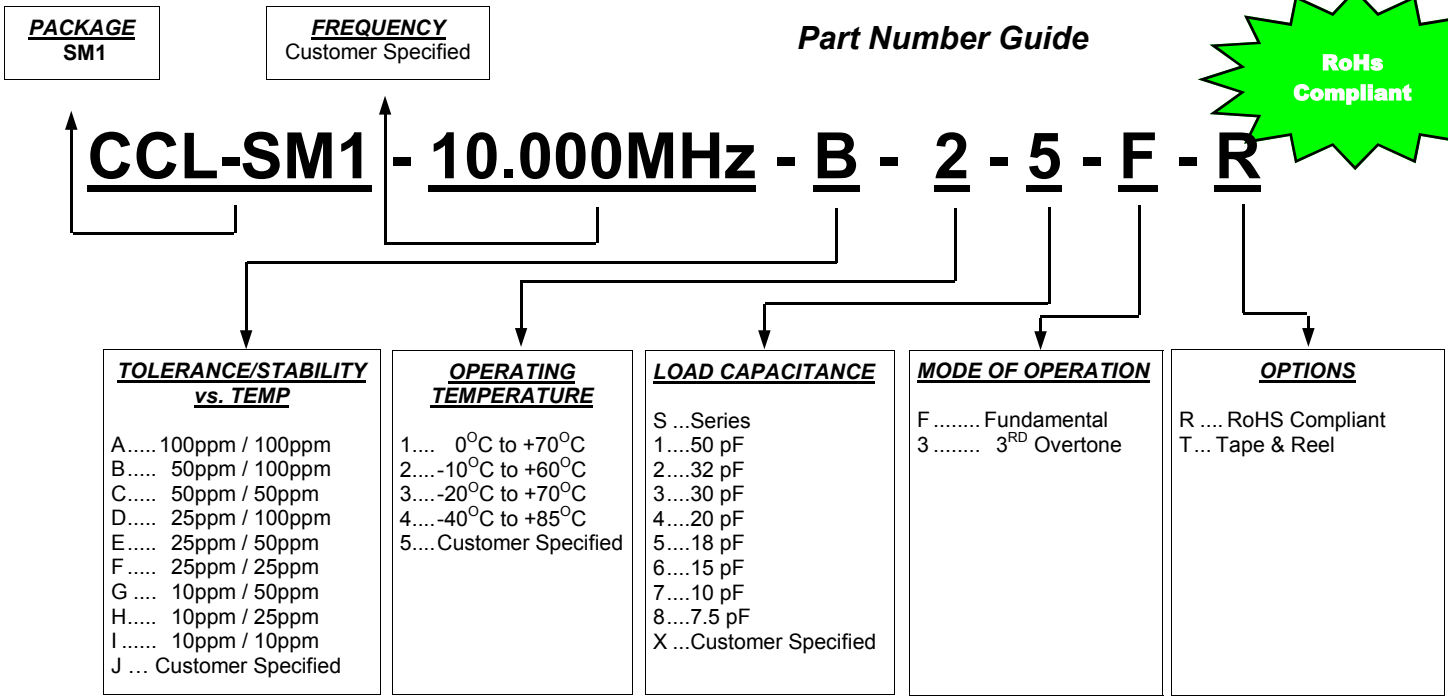 PACKAGE
SM1
FREQUENCY
Customer Specified
Part Number Guide
RoHs
Compliant
CCL-SM1 - 10.000MHz - B - 2 - 5 - F - R
TOLERANCE/STABILITY
vs. TEMP
A..... 100ppm / 100ppm
B..... 50ppm / 100ppm
C..... 50ppm / 50ppm
D..... 25ppm / 100ppm
E..... 25ppm / 50ppm
F..... 25ppm / 25ppm
G .... 10ppm / 50ppm
H..... 10ppm / 25ppm
I ...... 10ppm / 10ppm
J ... Customer Specified
OPERATING
TEMPERATURE
1.... 0°C to +70°C
2....-10°C to +60°C
3....-20°C to +70°C
4....-40°C to +85°C
5.... Customer Specified
LOAD CAPACITANCE
S ...Series
1....50 pF
2....32 pF
3....30 pF
4....20 pF
5....18 pF
6....15 pF
7....10 pF
8....7.5 pF
X ...Customer Specified
MODE OF OPERATION
F........ Fundamental
3 ........ 3RD Overtone
OPTIONS
R .... RoHS Compliant
T... Tape & Reel